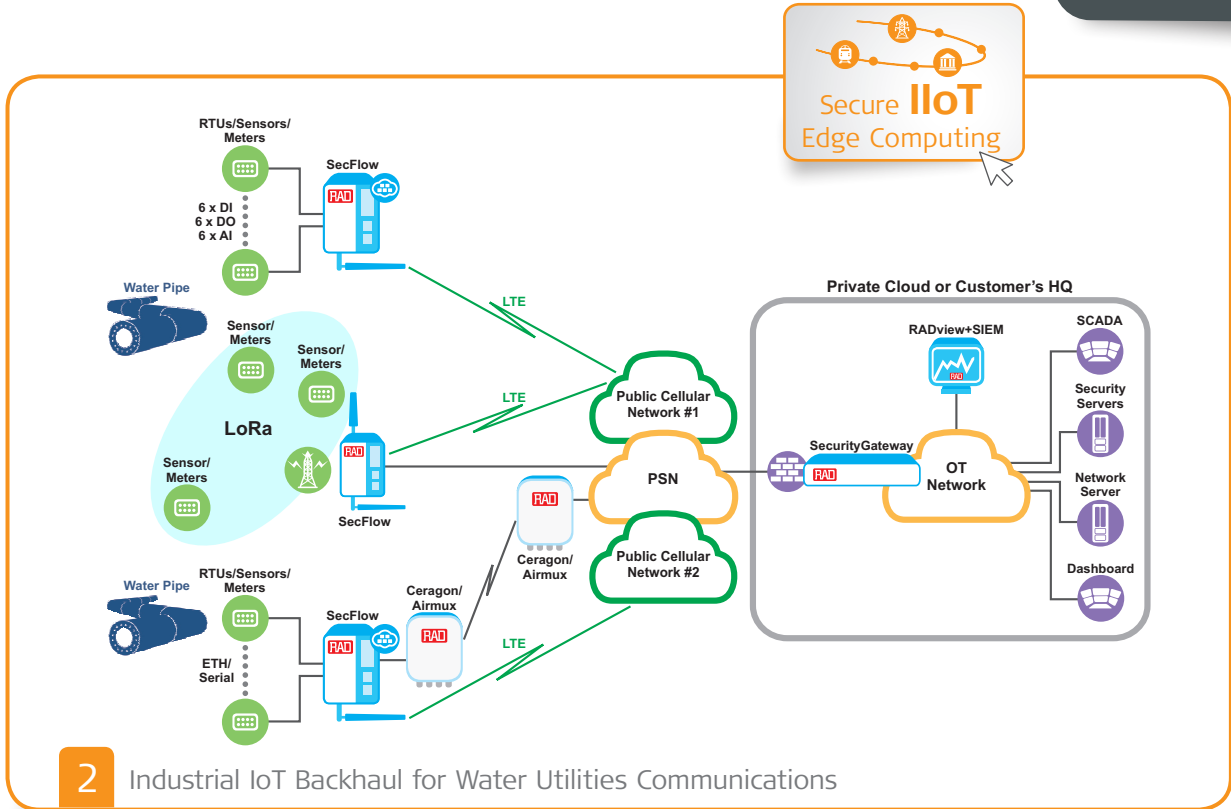 Secure IIoT
Edge Computing
RTUs/Sensors/
Meters
SecFlow
RAD
6 x DI
6 x DO
6 x AI
Water Pipe
LTE
Private Cloud or Customer's HQ
RADview+SIEM
RAD
SCADA
Sensor/
Meters
Sensor/
Meters
LoRa
Sensor/
Meters
RAD
SecFlow
LTE
Public Cellular
Network #1
PSN
Public Cellular
Network #2
SecurityGateway
RAD
OT
Network
Security
Servers
Network
Server
Dashboard
RAD
Ceragon/
Airmux
Water Pipe
RTUs/Sensors/
Meters
ETH/
Serial
SecFlow
RAD
Ceragon/
Airmux
RAD
LTE
2 Industrial IoT Backhaul for Water Utilities Communications